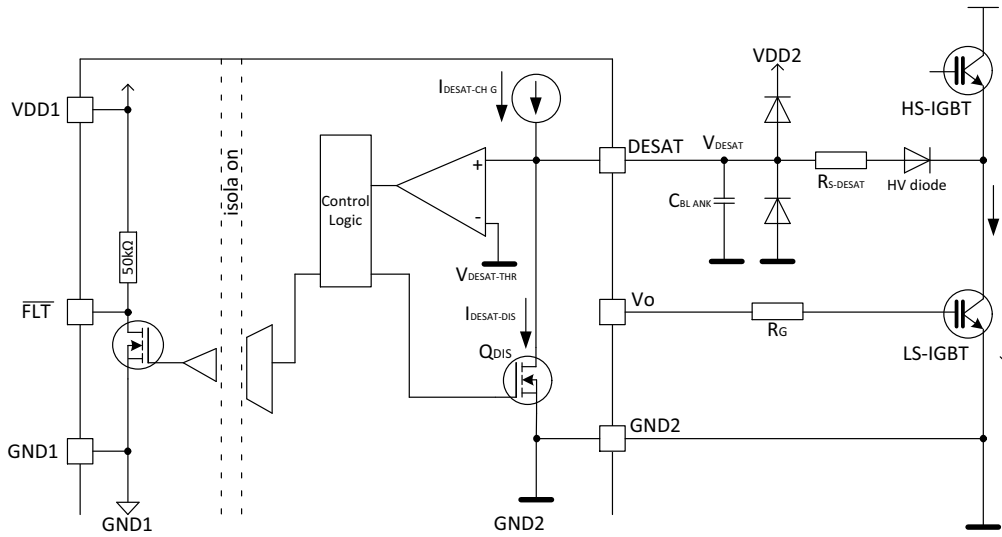 VDD1
50kΩ
FLT
GND1
GND1
isola on
Control
Logic
IDESAT-CH G
+
-
VDESAT-THR
IDESAT-DIS
QDIS
GND2
DESAT
VDESAT
VDD2
CBL ANK
RS-DESAT
HV diode
HS-IGBT
Vo
RG
LS-IGBT
GND2